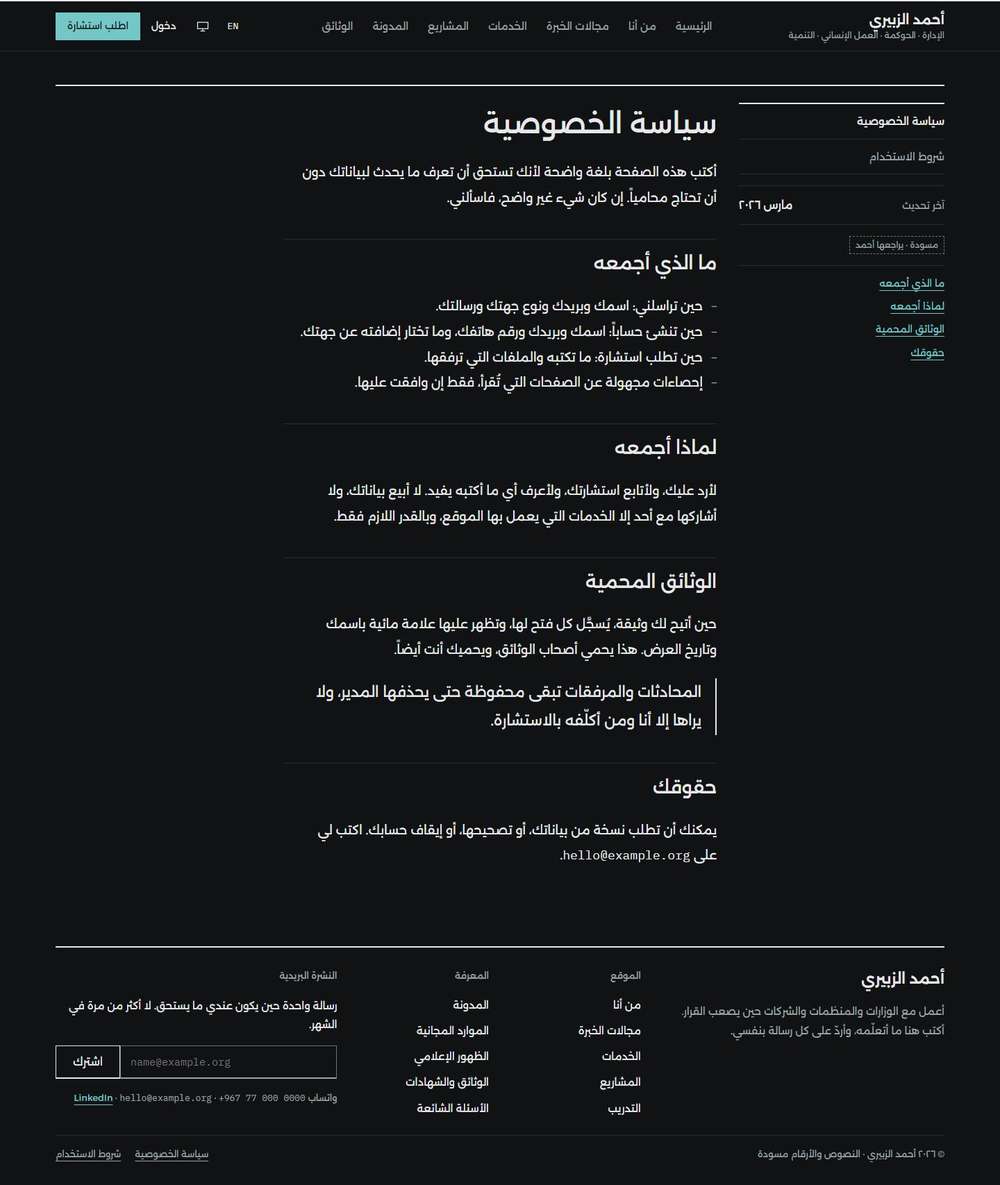 أحمد الزبيري
الإدارة · الحوكمة · العمل الإنساني · التنمية
الرئيسية
من أنا
مجالات الخبرة
الخدمات
المشاريع
المدونة
الوثائق
EN
دخول
اطلب استشارة
سياسة الخصوصية
شروط الاستخدام
آخر تحديث
مارس ٢٠٢٦
مسودة · يراجعها أحمد
ما الذي أجمعه
لماذا أجمعه
الوثائق المحمية
حقوقك
سياسة الخصوصية
أكتب هذه الصفحة بلغة واضحة لأنك تستحق أن تعرف ما يحدث لبياناتك دون
أن تحتاج محامياً. إن كان شيء غير واضح، فاسألني.
ما الذي أجمعه
– حين تراسلني: اسمك وبريدك ونوع جهتك ورسالتك.
– حين تنشئ حساباً: اسمك وبريدك ورقم هاتفك، وما تختار إضافته عن جهتك.
– حين تطلب استشارة: ما تكتبه والملفات التي ترفقها.
– إحصاءات مجهولة عن الصفحات التي تُقرأ، فقط إن وافقت عليها.
لماذا أجمعه
لأرد عليك، ولأتابع استشارتك، ولأعرف أي ما أكتبه يفيد. لا أبيع بياناتك، ولا
أشاركها مع أحد إلا الخدمات التي يعمل بها الموقع، وبالقدر اللازم فقط.
الوثائق المحمية
حين أتيح لك وثيقة، يُسجَّل كل فتح لها، وتظهر عليها علامة مائية باسمك
وتاريخ العرض. هذا يحمي أصحاب الوثائق، ويحميك أنت أيضاً.
المحادثات والمرفقات تبقى محفوظة حتى يحذفها المدير، ولا
يراها إلا أنا ومن أكلّفه بالاستشارة.
حقوقك
يمكنك أن تطلب نسخة من بياناتك، أو تصحيحها، أو إيقاف حسابك. اكتب لي
على hello@example.org.
أحمد الزبيري
أعمل مع الوزارات والمنظمات والشركات حين يصعب القرار.
أكتب هنا ما أتعلّمه، وأردّ على كل رسالة بنفسي.
الموقع
من أنا
مجالات الخبرة
الخدمات
المشاريع
التدريب
المعرفة
المدونة
الموارد المجانية
الظهور الإعلامي
الوثائق والشهادات
الأسئلة الشائعة
النشرة البريدية
رسالة واحدة حين يكون عندي ما يستحق. لا أكثر من مرة في
الشهر.
name@example.org
اشترك
واتساب ‎+967 77 000 0000 · hello@example.org · LinkedIn
© ٢٠٢٦ أحمد الزبيري · النصوص والأرقام مسودة
سياسة الخصوصية
شروط الاستخدام